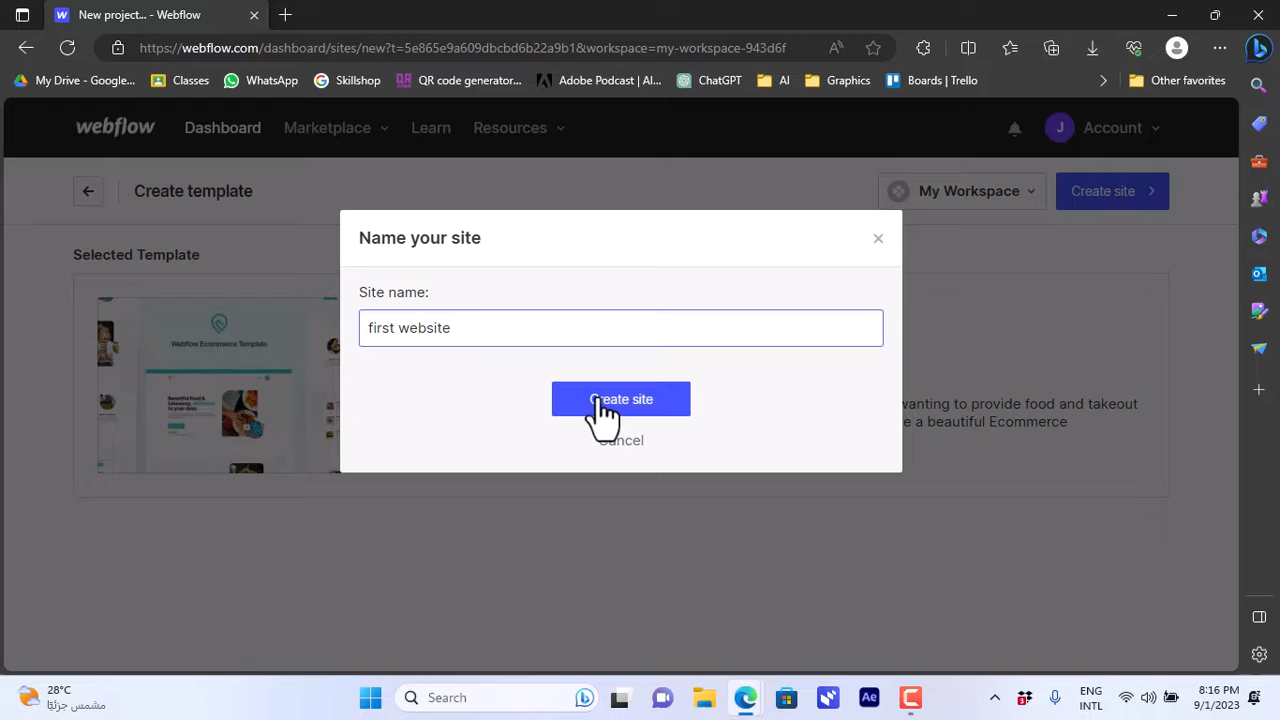 New project... - Webflow
https://webflow.com/dashboard/sites/new?t=5e865e9a609dbcbd6b22a9b1&workspace=my-workspace-943d6f
My Drive - Google...
Classes
WhatsApp
Skillshop
QR code generator...
Adobe Podcast | AI...
ChatGPT
AI
Graphics
Boards | Trello
Other favorites
webflow
Dashboard
Marketplace
Learn
Resources
J
Account
Create template
My Workspace
Create site
Name your site
Selected Template
Site name:
first website
Webflow Ecommerce Template
Beautiful food & takeaway, delivered to your door.
Create site
wanting to provide food and takeout
e a beautiful Ecommerce
Cancel
28°C
مشمس جزئيًا
Search
ENG
INTL
8:16 PM
9/1/2023